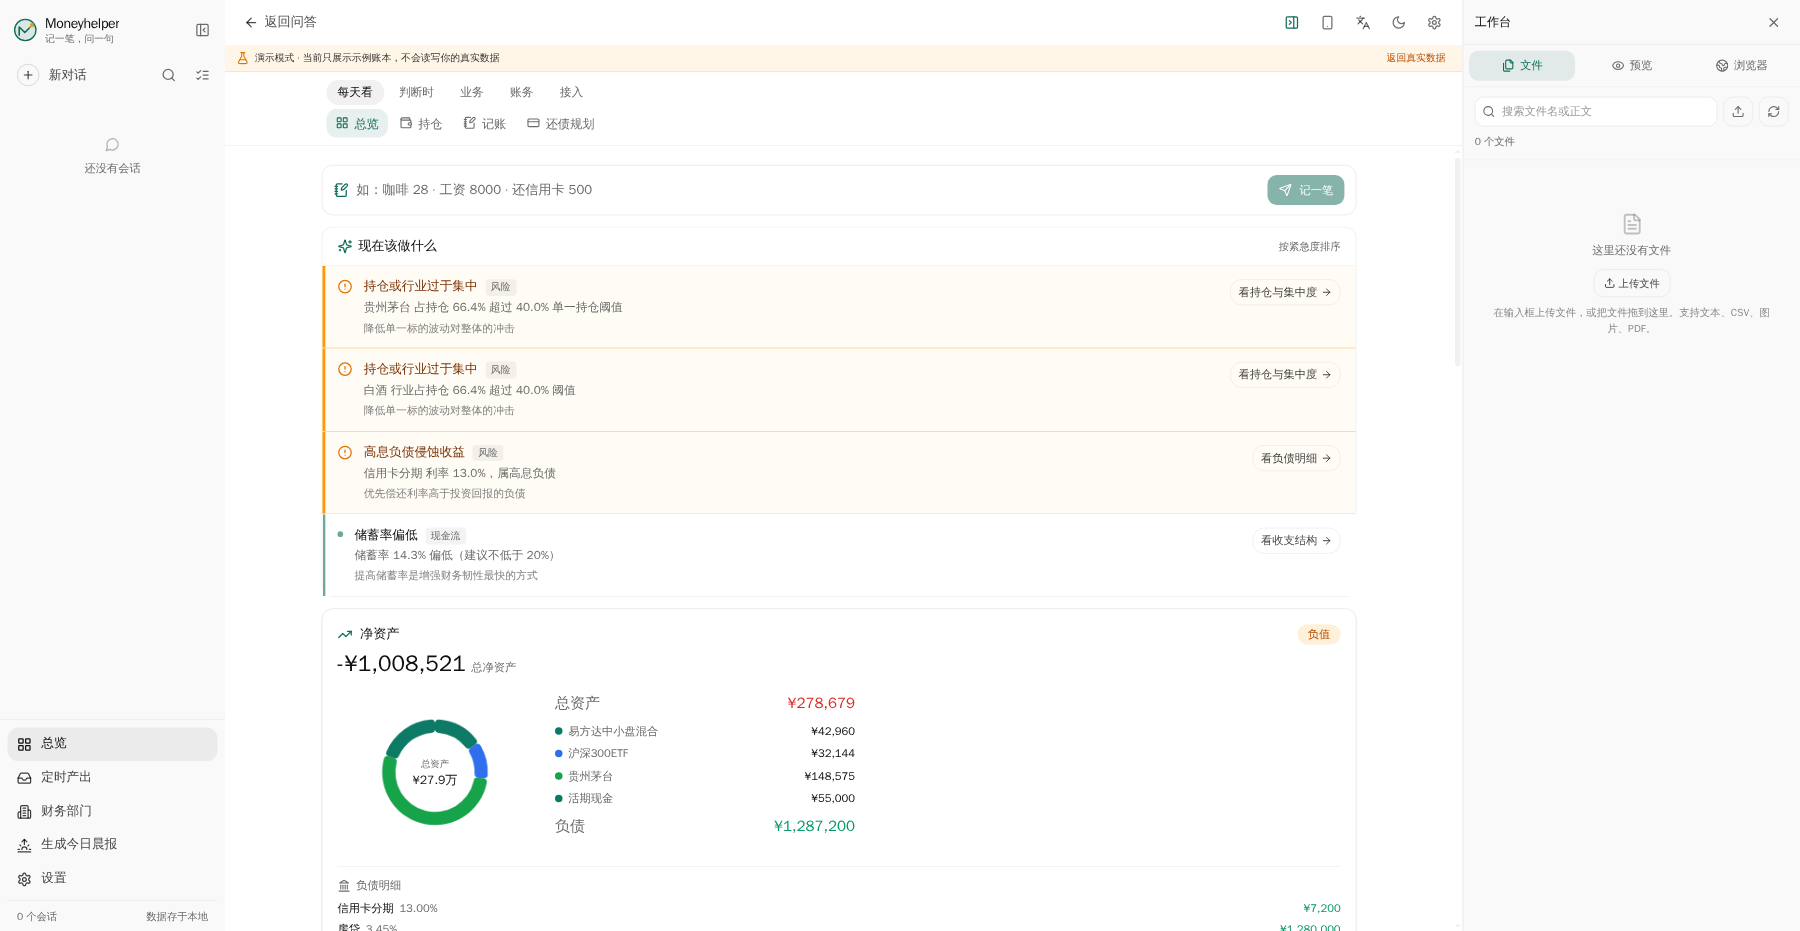 Moneyhelper
记一笔，问一句
新对话
还没有会话
总览
定时产出
财务部门
生成今日晨报
设置
0 个会话
数据存于本地
返回问答
演示模式 · 当前只展示示例账本，不会读写你的真实数据
返回真实数据
每天看
判断时
业务
账务
接入
总览
持仓
记账
还债规划
如：咖啡 28 · 工资 8000 · 还信用卡 500
记一笔
现在该做什么
按紧急度排序
持仓或行业过于集中 风险
贵州茅台 占持仓 66.4% 超过 40.0% 单一持仓阈值
降低单一标的波动对整体的冲击
看持仓与集中度
持仓或行业过于集中 风险
白酒 行业占持仓 66.4% 超过 40.0% 阈值
降低单一标的波动对整体的冲击
看持仓与集中度
高息负债侵蚀收益 风险
信用卡分期 利率 13.0%，属高息负债
优先偿还利率高于投资回报的负债
看负债明细
储蓄率偏低 现金流
储蓄率 14.3% 偏低（建议不低于 20%）
提高储蓄率是增强财务韧性最快的方式
看收支结构
净资产
负值
-¥1,008,521 总净资产
总资产
¥27.9万
总资产 ¥278,679
易方达中小盘混合 ¥42,960
沪深300ETF ¥32,144
贵州茅台 ¥148,575
活期现金 ¥55,000
负债 ¥1,287,200
负债明细
信用卡分期 13.00% ¥7,200
房贷 3.45% ¥1,280,000
工作台
文件
预览
浏览器
搜索文件名或正文
0 个文件
这里还没有文件
上传文件
在输入框上传文件，或把文件拖到这里。支持文本、CSV、图
片、PDF。